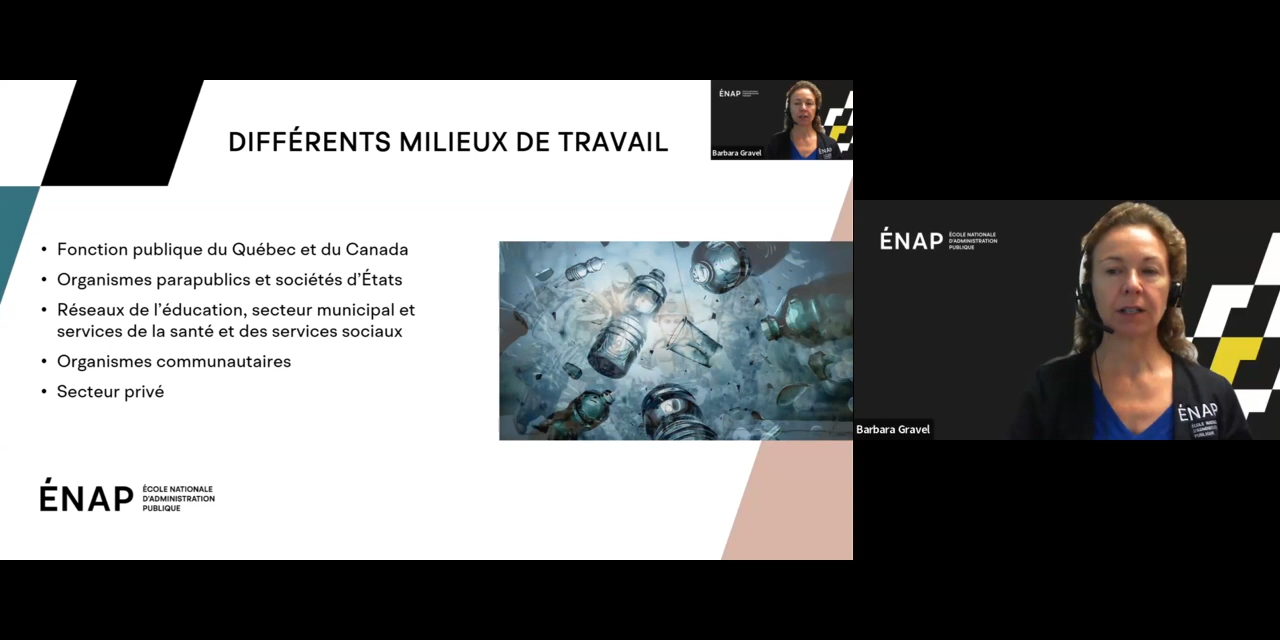 DIFFÉRENTS MILIEUX DE TRAVAIL
• Fonction publique du Québec et du Canada
• Organismes parapublics et sociétés d'États
• Réseaux de l'éducation, secteur municipal et
services de la santé et des services sociaux
• Organismes communautaires
• Secteur privé
ÉNAP
ÉCOLE NATIONALE
D'ADMINISTRATION
PUBLIQUE
ÉNAP
Barbara Gravel
ÉNAP
ÉNAP
ÉCOLE NATIONALE
D'ADMINISTRATION
PUBLIQUE
ÉNAP
Barbara Gravel